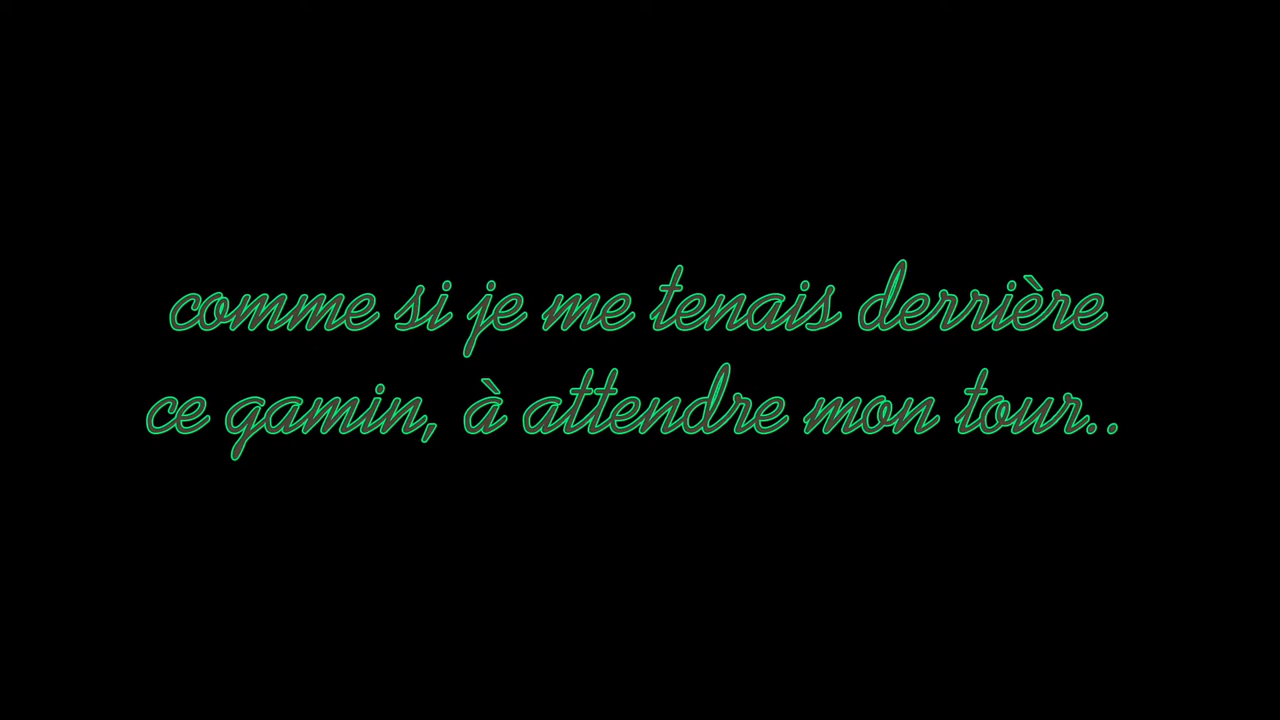 comme si je me tenais derrière
ce gamin, à attendre mon tour..